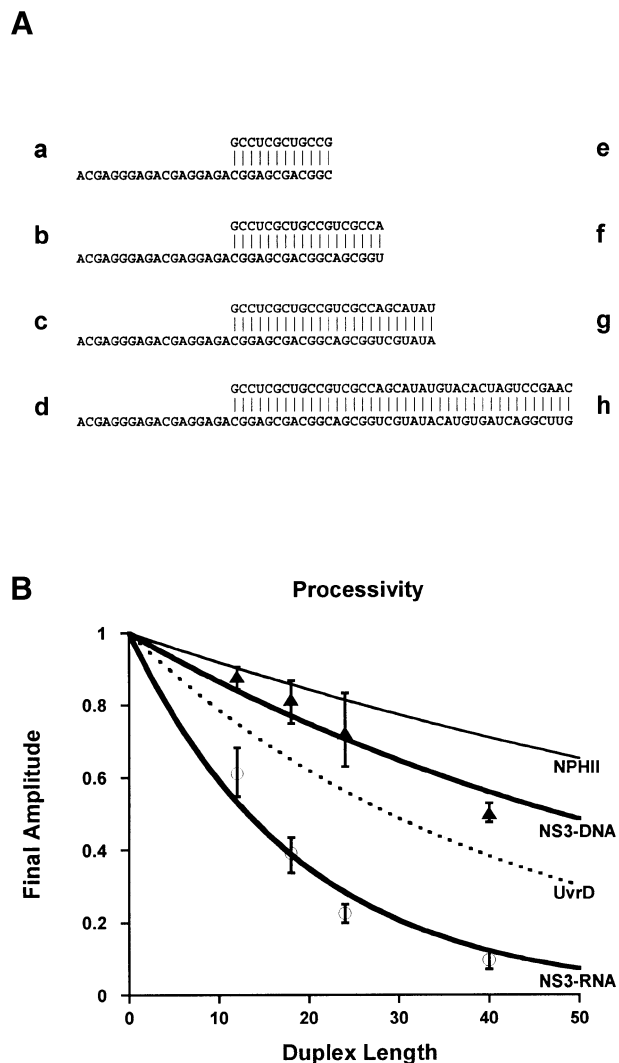 A
GCCUCGCUGCCG
a e
ACGAGGGAGACGAGGAGACGGAGCGACGGC
GCCUCGCUGCCGUCGCCA
b f
ACGAGGGAGACGAGGAGACGGAGCGACGGCAGCGGU
GCCUCGCUGCCGUCGCCAGCAUAU
c g
ACGAGGGAGACGAGGAGACGGAGCGACGGCAGCGGUCGUAUA
GCCUCGCUGCCGUCGCCAGCAUAUGUACACUAGUCCGAAC
d h
ACGAGGGAGACGAGGAGACGGAGCGACGGCAGCGGUCGUAUACAUGUGAUCAGGCUUG
B
Processivity
1
0.8
0.6
0.4
0.2
0
Final Amplitude
NPHII
NS3-DNA
UvrD
NS3-RNA
0 10 20 30 40 50
Duplex Length